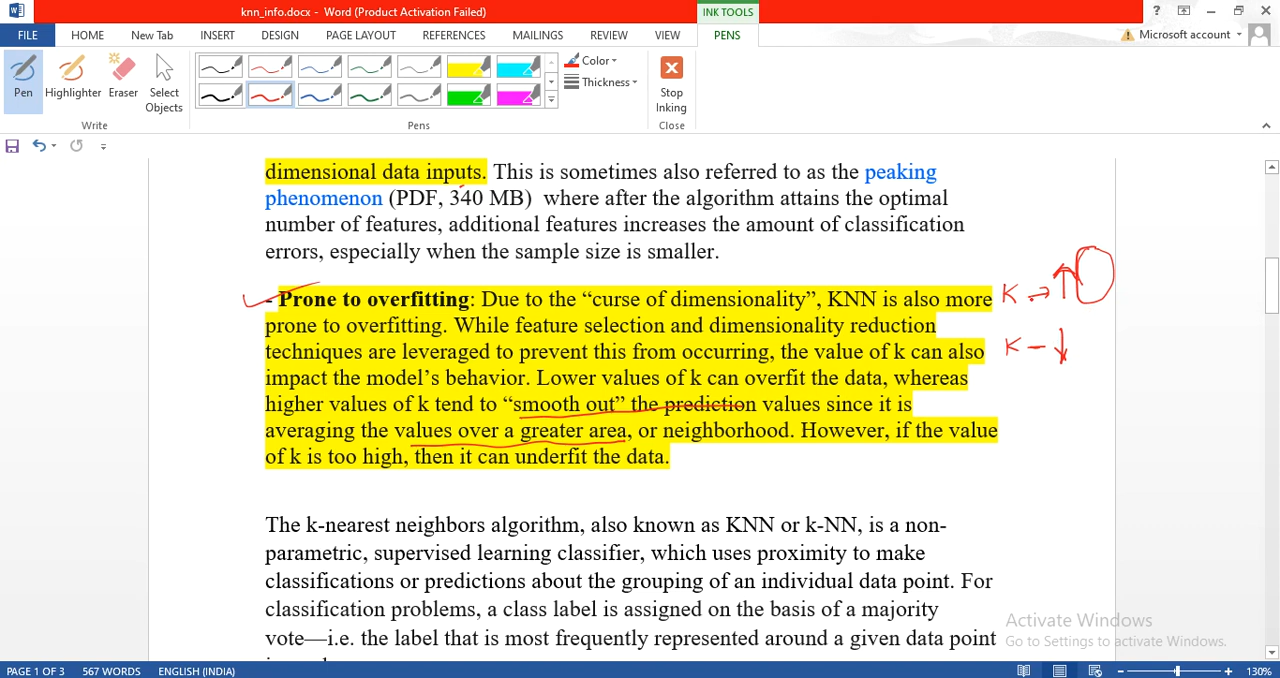 knn_info.docx - Word (Product Activation Failed)
INK TOOLS
?
FILE HOME New Tab INSERT DESIGN PAGE LAYOUT REFERENCES MAILINGS REVIEW VIEW PENS
Microsoft account
Pen Highlighter Eraser Select Objects
Color
Thickness
Stop Inking
Write Pens Close
dimensional data inputs. This is sometimes also referred to as the peaking
phenomenon (PDF, 340 MB) where after the algorithm attains the optimal
number of features, additional features increases the amount of classification
errors, especially when the sample size is smaller.
- Prone to overfitting: Due to the “curse of dimensionality”, KNN is also more
prone to overfitting. While feature selection and dimensionality reduction
techniques are leveraged to prevent this from occurring, the value of k can also
impact the model’s behavior. Lower values of k can overfit the data, whereas
higher values of k tend to “smooth out” the prediction values since it is
averaging the values over a greater area, or neighborhood. However, if the value
of k is too high, then it can underfit the data.
K → ↑
K - ↓
The k-nearest neighbors algorithm, also known as KNN or k-NN, is a non-
parametric, supervised learning classifier, which uses proximity to make
classifications or predictions about the grouping of an individual data point. For
classification problems, a class label is assigned on the basis of a majority
vote—i.e. the label that is most frequently represented around a given data point
Activate Windows
Go to Settings to activate Windows.
PAGE 1 OF 3 567 WORDS ENGLISH (INDIA)
130%